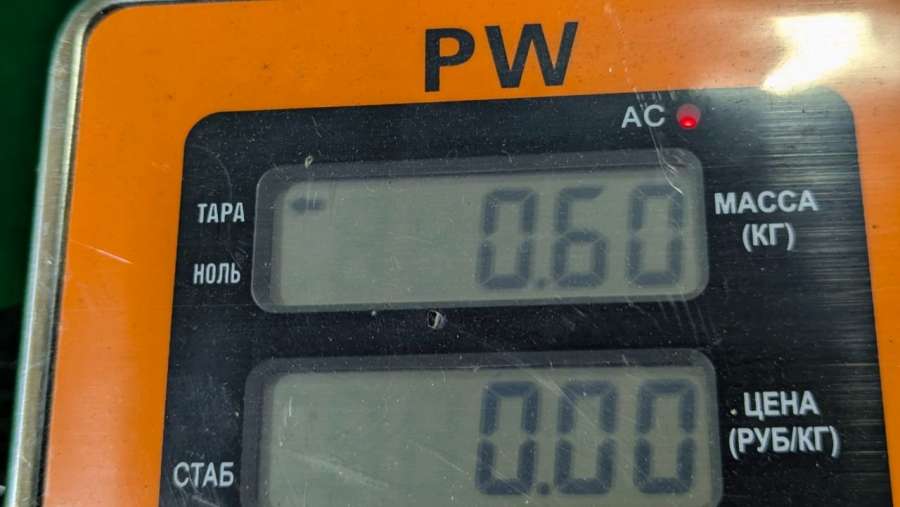 PW
AC
ТАРА
0.60
МАССА
(КГ)
НОЛЬ
0.00
ЦЕНА
(РУБ/КГ)
СТАБ